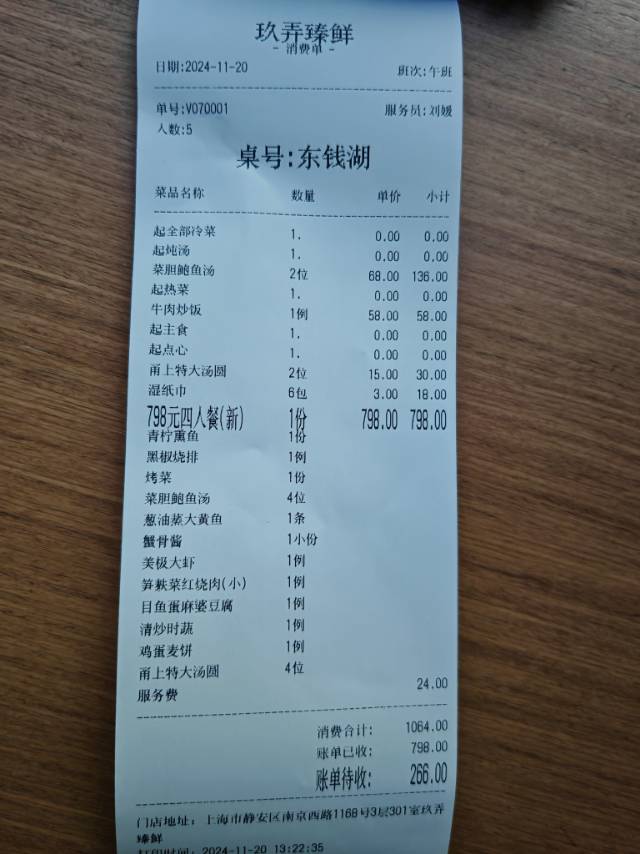 玖弄臻鲜
- 消费单 -
日期:2024-11-20 班次:午班
单号:V070001 服务员:刘媛
人数:5
桌号:东钱湖
菜品名称 数量 单价 小计
起全部冷菜 1. 0.00 0.00
起炖汤 1. 0.00 0.00
菜胆鲍鱼汤 2位 68.00 136.00
起热菜 1. 0.00 0.00
牛肉炒饭 1例 58.00 58.00
起主食 1. 0.00 0.00
起点心 1. 0.00 0.00
甬上特大汤圆 2位 15.00 30.00
湿纸巾 6包 3.00 18.00
798元四人餐(新) 1份 798.00 798.00
青柠熏鱼 1份
黑椒烧排 1例
烤菜 1份
菜胆鲍鱼汤 4位
葱油蒸大黄鱼 1条
蟹骨酱 1小份
美极大虾 1例
笋麸菜红烧肉(小) 1例
目鱼蛋麻婆豆腐 1例
清炒时蔬 1例
鸡蛋麦饼 1例
甬上特大汤圆 4位
服务费 24.00
消费合计: 1064.00
账单已收: 798.00
账单待收: 266.00
门店地址: 上海市静安区南京西路1168号3层301室玖弄
臻鲜
打印时间: 2024-11-20 13:22:35